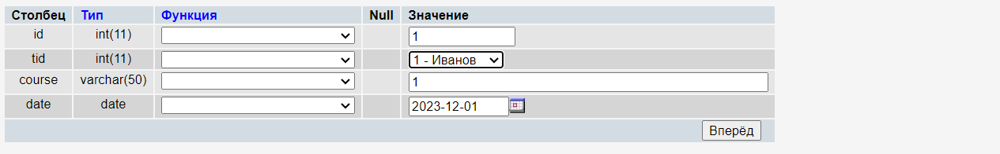 Столбец Тип Функция Null Значение
id int(11) 1
tid int(11) 1 - Иванов
course varchar(50) 1
date date 2023-12-01
Вперёд